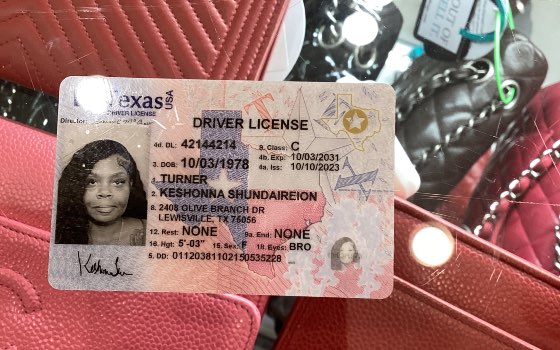 Texas USA
DRIVER LICENSE
DRIVER LICENSE
4d. DL: 42144214 9. Class: C
3. DOB: 10/03/1978 4b. Exp: 10/03/2031
4a. Iss: 10/10/2023
1. TURNER
2. KESHONNA SHUNDAIREION
8. 2408 OLIVE BRANCH DR
LEWISVILLE, TX 75056
12. Rest: NONE 9a. End: NONE
16. Hgt: 5'-03" 15. Sex: F 18. Eyes: BRO
5. DD: 01120381102150535228